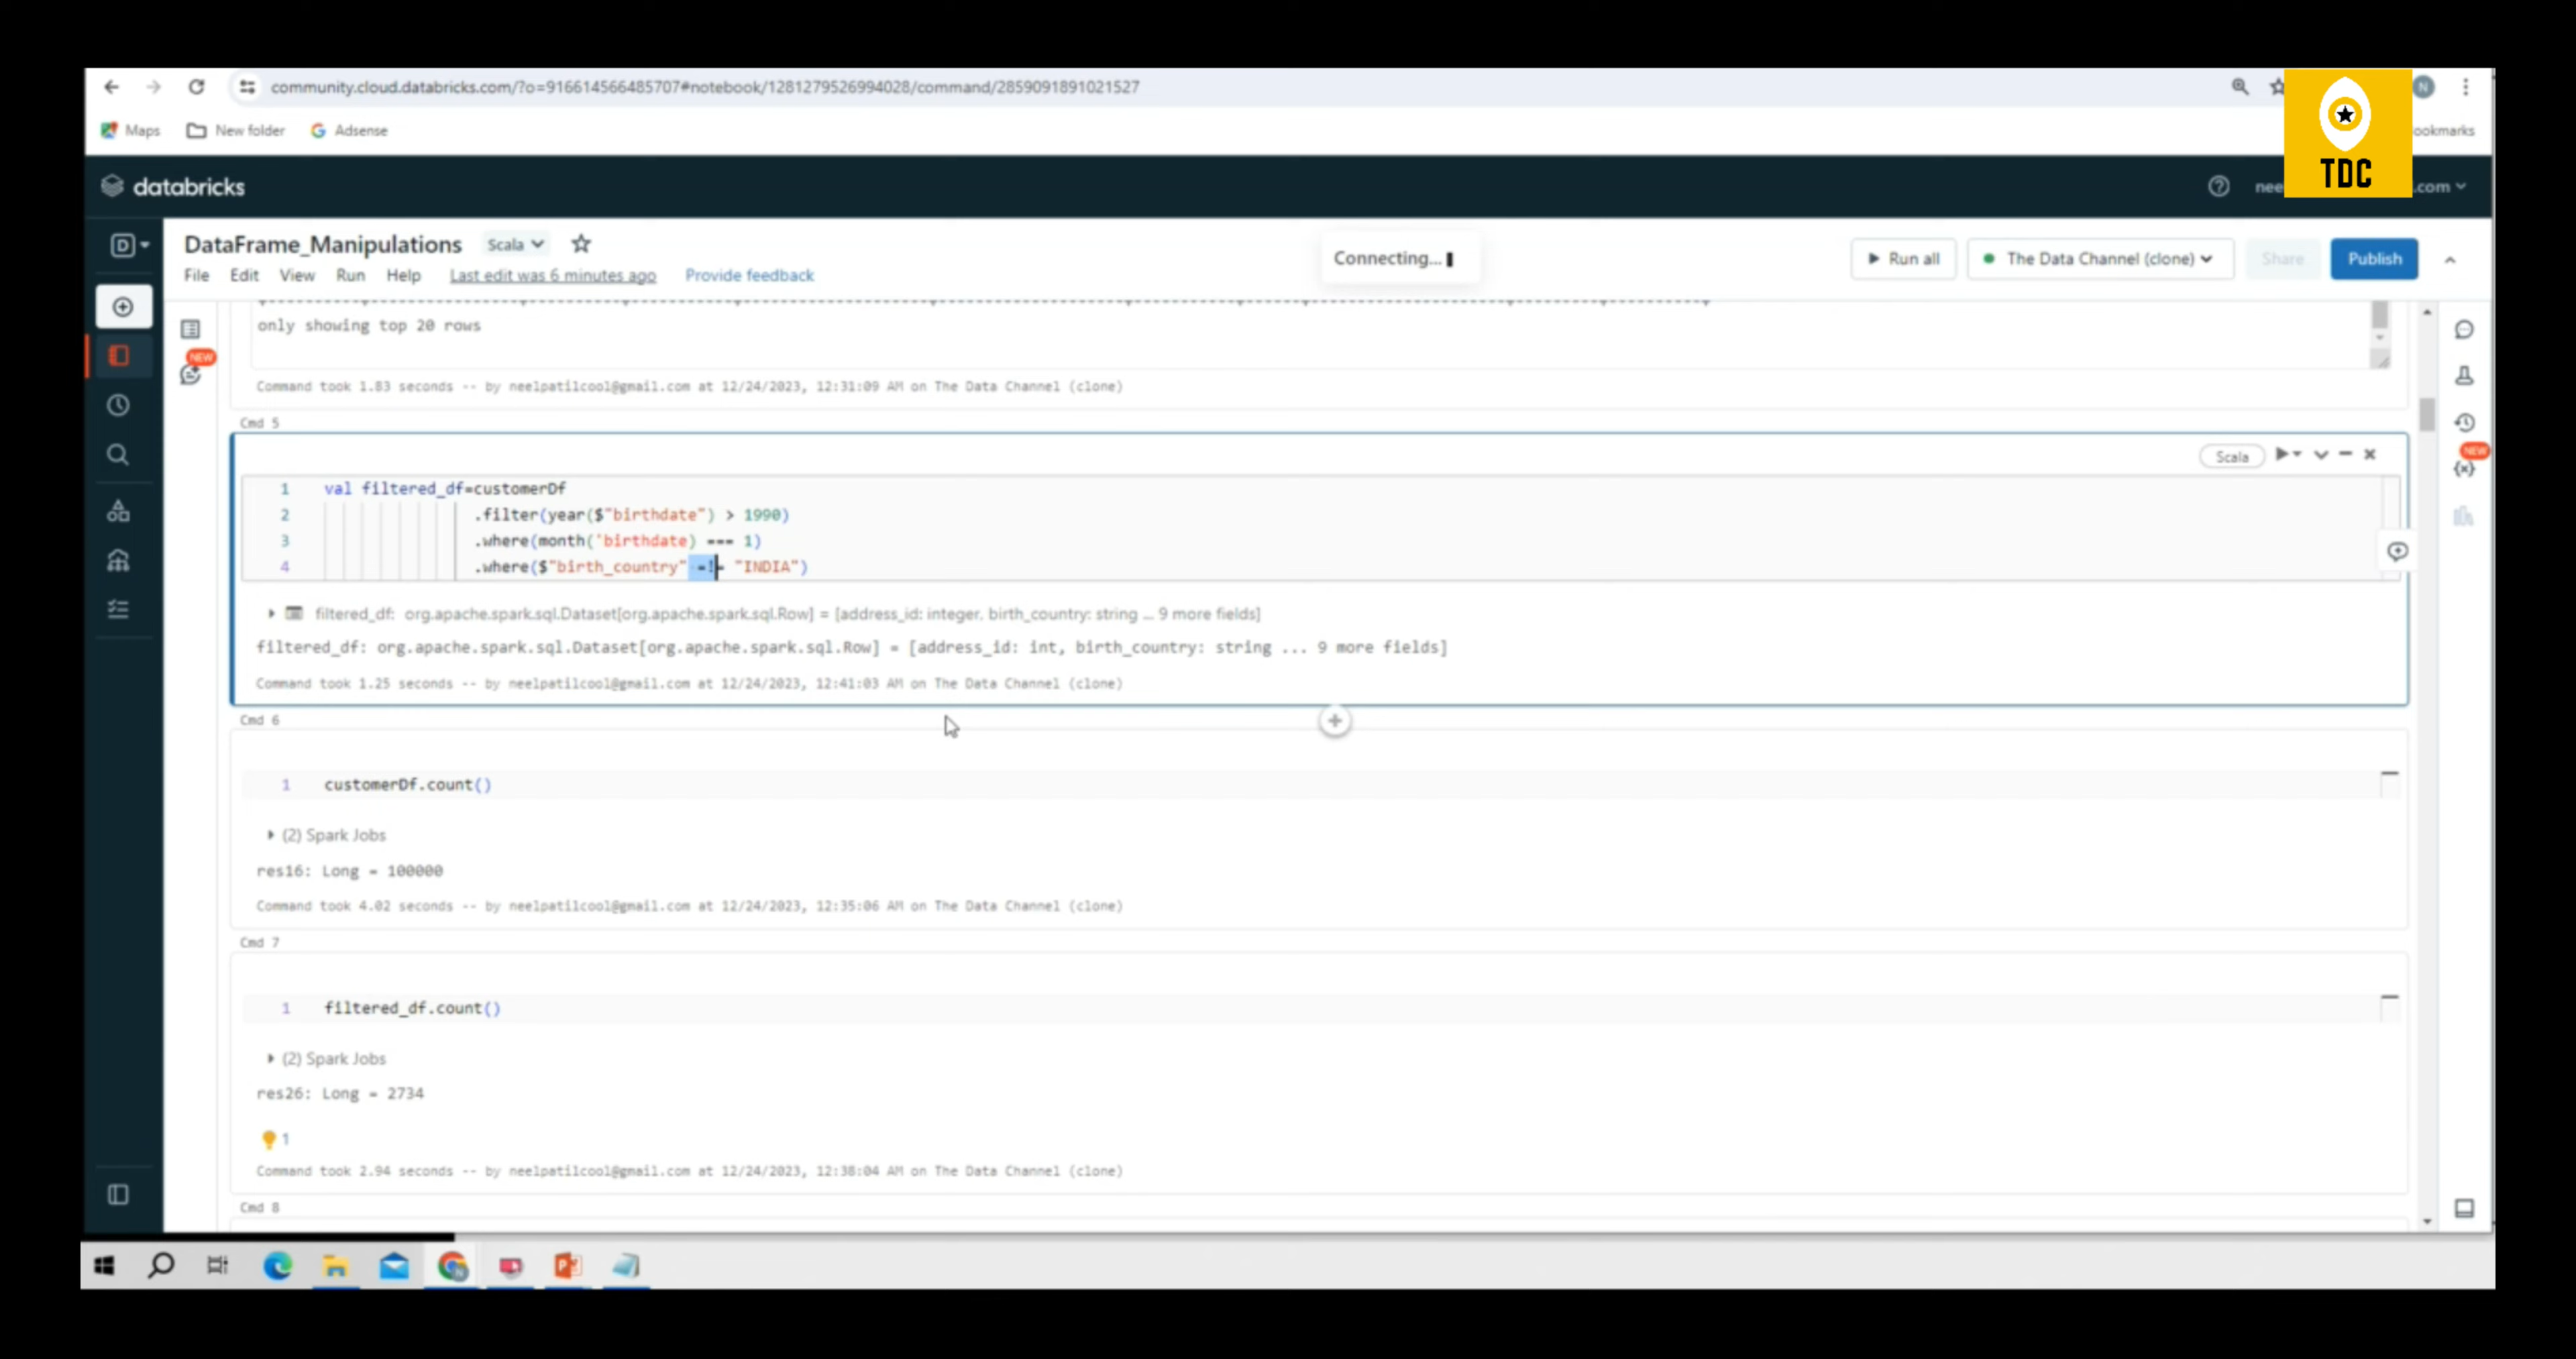 community.cloud.databricks.com/?o=916614566485707#notebook/1281279526994028/command/2859091891021527
Maps New folder Adsense ookmarks
TDC
databricks
nee .com
DataFrame_Manipulations Scala
Connecting...
Run all The Data Channel (clone) Share Publish
File Edit View Run Help Last edit was 6 minutes ago Provide feedback
only showing top 20 rows
NEW
Command took 1.83 seconds -- by neelpatilcool@gmail.com at 12/24/2023, 12:31:09 AM on The Data Channel (clone)
Cmd 5
Scala
NEW
1 val filtered_df=customerDf
2 .filter(year($"birthdate") > 1990)
3 .where(month('birthdate) === 1)
4 .where($"birth_country" =!= "INDIA")
filtered_df: org.apache.spark.sql.Dataset[org.apache.spark.sql.Row] = [address_id: integer, birth_country: string ... 9 more fields]
filtered_df: org.apache.spark.sql.Dataset[org.apache.spark.sql.Row] = [address_id: int, birth_country: string ... 9 more fields]
Command took 1.25 seconds -- by neelpatilcool@gmail.com at 12/24/2023, 12:41:03 AM on The Data Channel (clone)
Cmd 6
1 customerDf.count()
(2) Spark Jobs
res16: Long = 100000
Command took 4.02 seconds -- by neelpatilcool@gmail.com at 12/24/2023, 12:35:06 AM on The Data Channel (clone)
Cmd 7
1 filtered_df.count()
(2) Spark Jobs
res26: Long = 2734
1
Command took 2.94 seconds -- by neelpatilcool@gmail.com at 12/24/2023, 12:38:04 AM on The Data Channel (clone)
Cmd 8